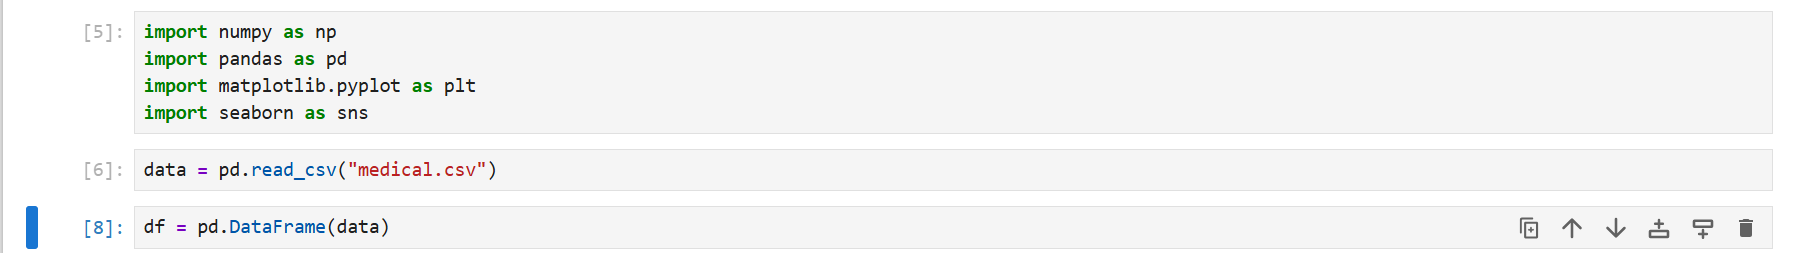 [5]: import numpy as np
import pandas as pd
import matplotlib.pyplot as plt
import seaborn as sns
[6]: data = pd.read_csv("medical.csv")
[8]: df = pd.DataFrame(data)